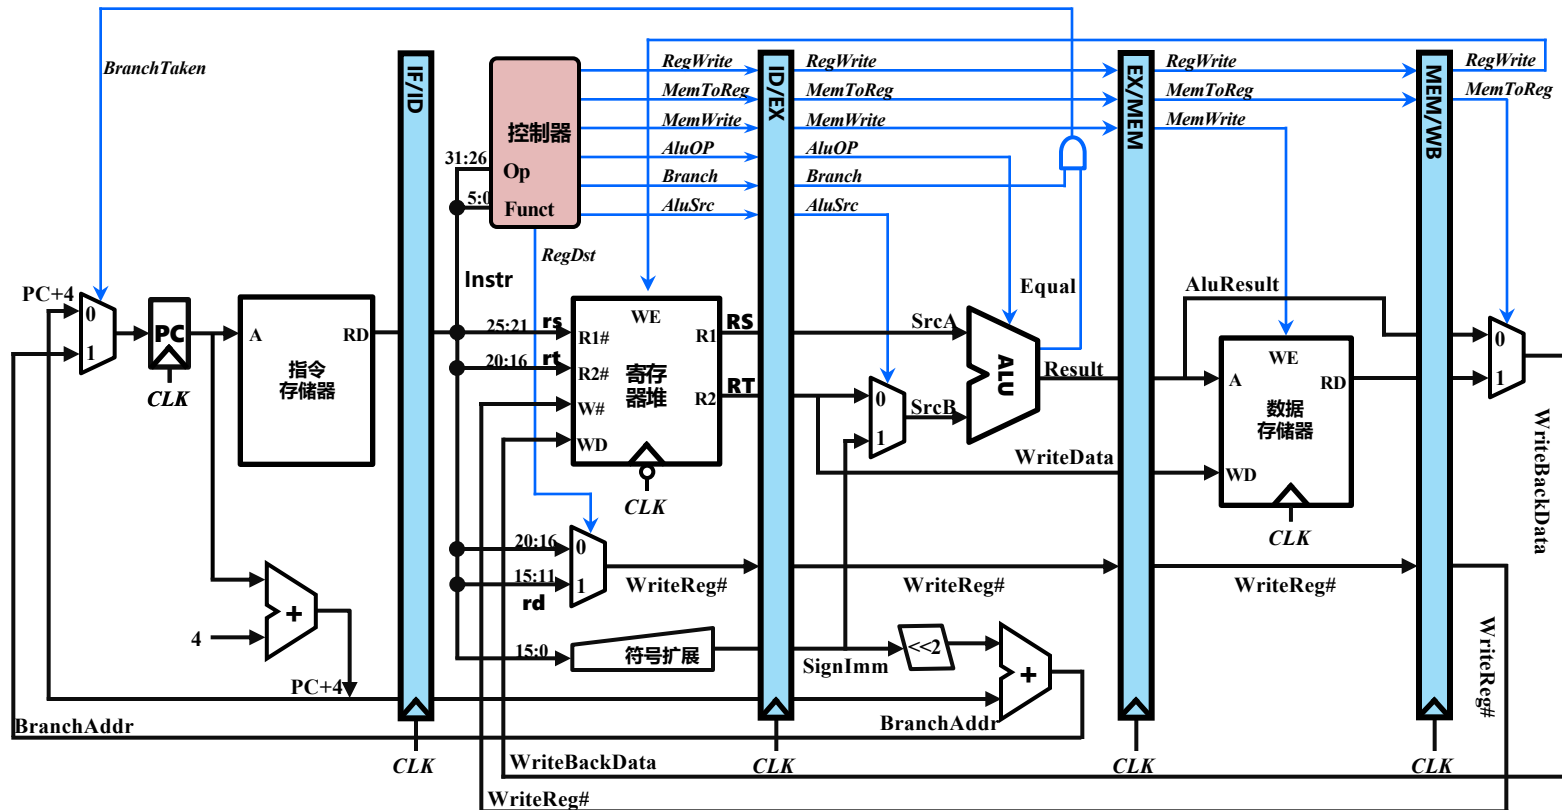 BranchTaken
IF/ID
控制器
31:26
Op
5:0
Funct
RegWrite
MemToReg
MemWrite
AluOP
Branch
AluSrc
RegDst
ID/EX
RegWrite
MemToReg
MemWrite
AluOP
Branch
AluSrc
EX/MEM
RegWrite
MemToReg
MemWrite
MEM/WB
RegWrite
MemToReg
PC+4
0
1
PC
CLK
A
RD
指令
存储器
Instr
25:21
rs
20:16
rt
WE
R1#
R2#
W#
WD
R1
R2
寄存
器堆
CLK
RS
RT
0
1
SrcA
SrcB
ALU
Equal
Result
WriteData
AluResult
WE
A
RD
WD
数据
存储器
CLK
0
1
WriteBackData
20:16
15:11
rd
0
1
WriteReg#
WriteReg#
WriteReg#
WriteReg#
4
+
PC+4
15:0
符号扩展
SignImm
<<2
+
BranchAddr
BranchAddr
CLK
CLK
CLK
CLK
WriteBackData
WriteReg#